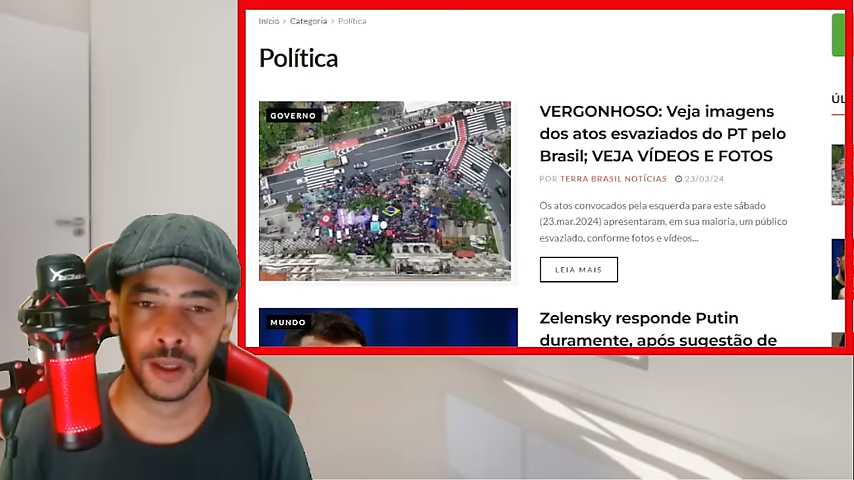 Início > Categoria > Política
Política
GOVERNO
VERGONHOSO: Veja imagens
dos atos esvaziados do PT pelo
Brasil; VEJA VÍDEOS E FOTOS
POR TERRA BRASIL NOTÍCIAS 23/03/24
Os atos convocados pela esquerda para este sábado
(23.mar.2024) apresentaram, em sua maioria, um público
esvaziado, conforme fotos e vídeos...
LEIA MAIS
MUNDO
Zelensky responde Putin
duramente, após sugestão de
ÚL